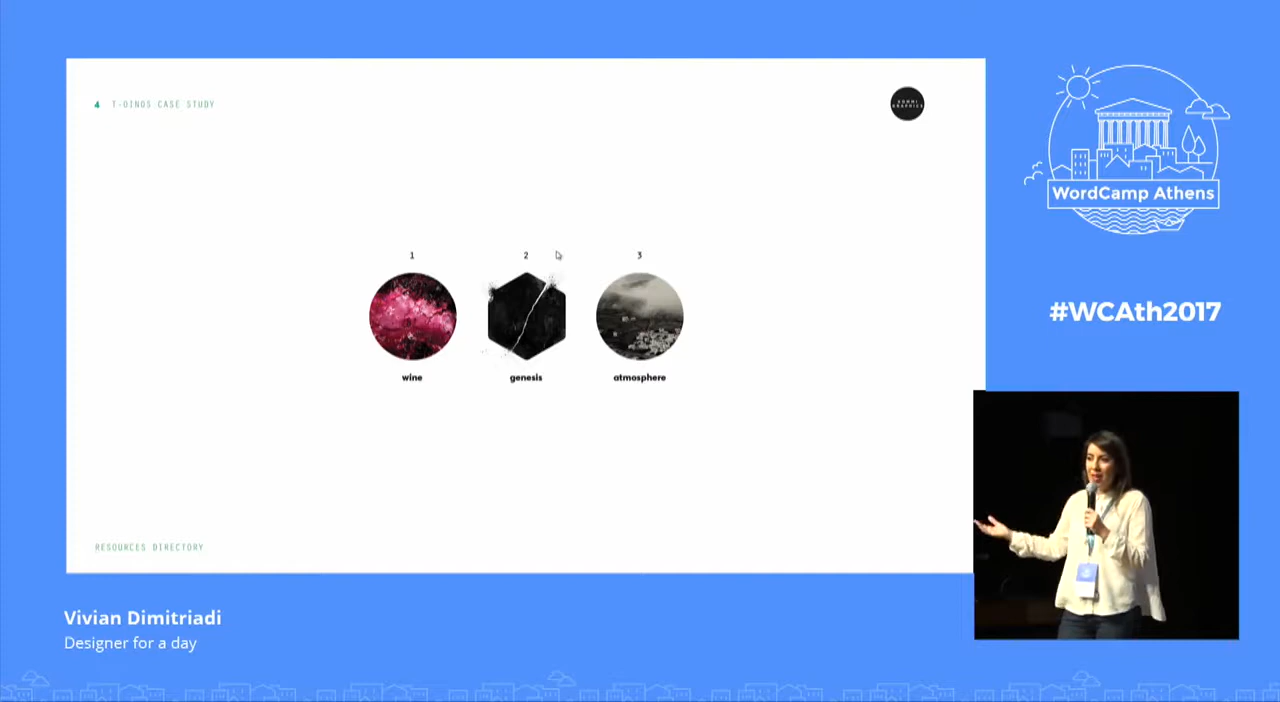 4 T-OINOS CASE STUDY
1
2
3
wine
genesis
atmosphere
RESOURCES DIRECTORY
WordCamp Athens
#WCAth2017
Vivian Dimitriadi
Designer for a day